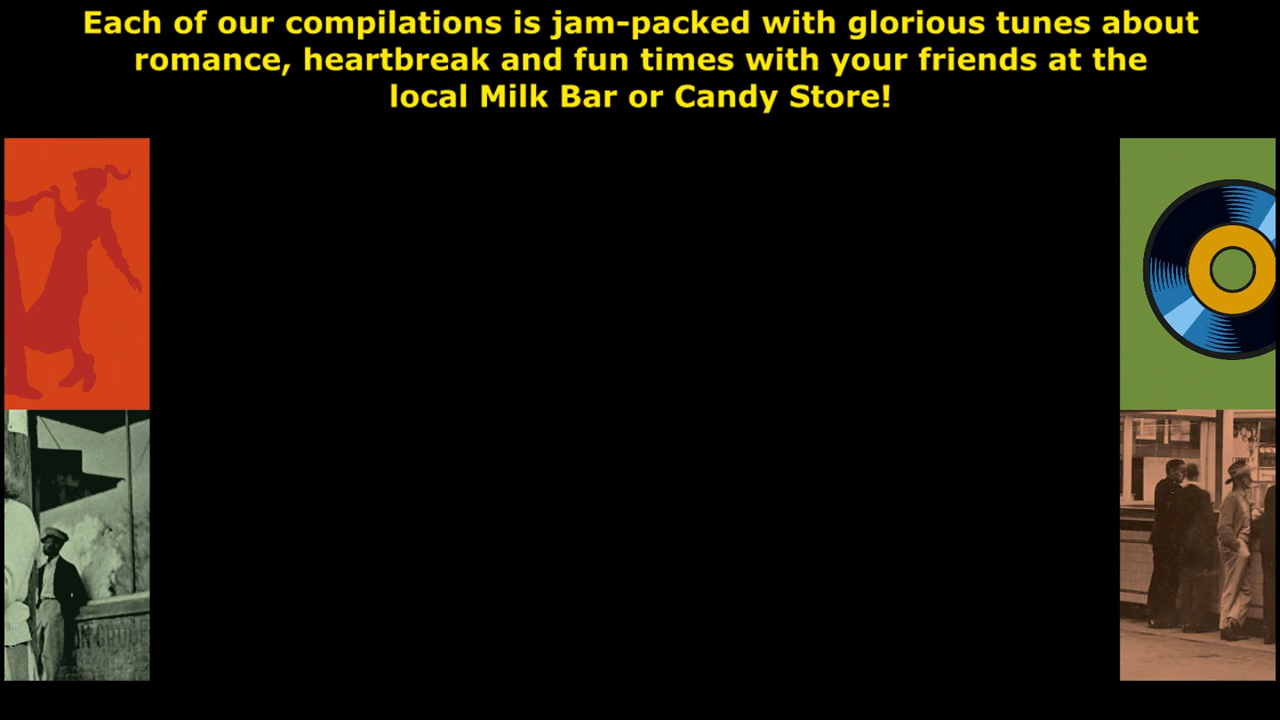 Each of our compilations is jam-packed with glorious tunes about
romance, heartbreak and fun times with your friends at the
local Milk Bar or Candy Store!